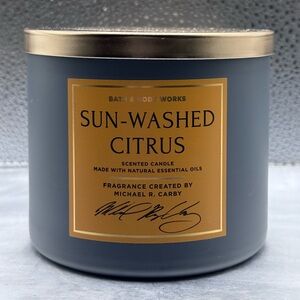 BATH & BODY WORKS
SUN-WASHED
CITRUS
SCENTED CANDLE
MADE WITH NATURAL ESSENTIAL OILS
FRAGRANCE CREATED BY
MICHAEL R. CARBY